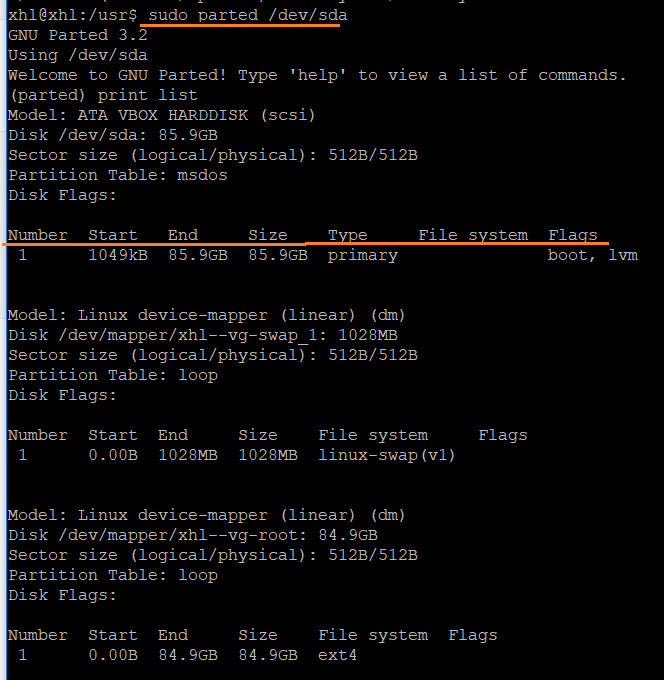 xhl@xhl:/usr$ sudo parted /dev/sda
GNU Parted 3.2
Using /dev/sda
Welcome to GNU Parted! Type 'help' to view a list of commands.
(parted) print list
Model: ATA VBOX HARDDISK (scsi)
Disk /dev/sda: 85.9GB
Sector size (logical/physical): 512B/512B
Partition Table: msdos
Disk Flags:
Number  Start   End     Size    Type     File system  Flags
 1      1049kB  85.9GB  85.9GB  primary               boot, lvm
Model: Linux device-mapper (linear) (dm)
Disk /dev/mapper/xhl--vg-swap_1: 1028MB
Sector size (logical/physical): 512B/512B
Partition Table: loop
Disk Flags:
Number  Start  End     Size    File system     Flags
 1      0.00B  1028MB  1028MB  linux-swap(v1)
Model: Linux device-mapper (linear) (dm)
Disk /dev/mapper/xhl--vg-root: 84.9GB
Sector size (logical/physical): 512B/512B
Partition Table: loop
Disk Flags:
Number  Start  End     Size    File system  Flags
 1      0.00B  84.9GB  84.9GB  ext4